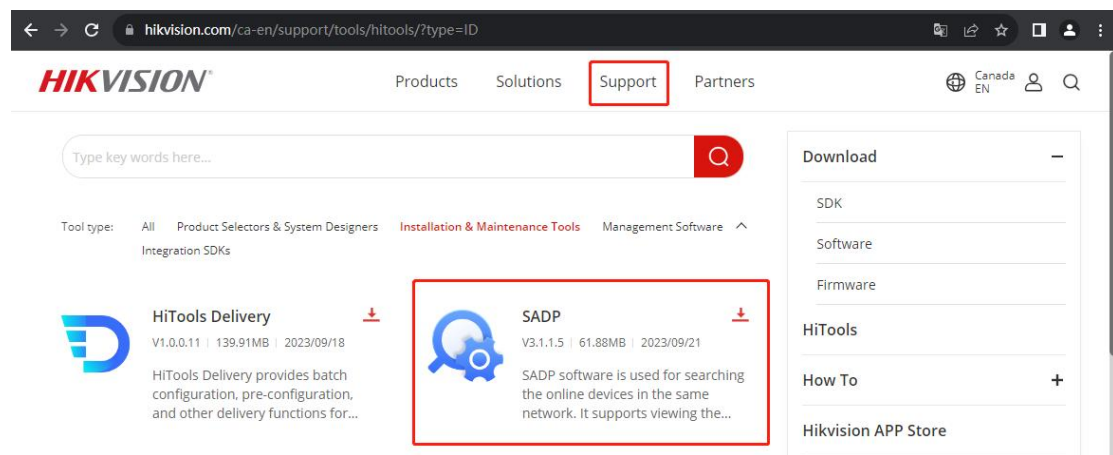 hikvision.com/ca-en/support/tools/hitools/?type=ID
HIKVISION®
Products Solutions Support Partners
Canada
EN
Type key words here...
Tool type: All Product Selectors & System Designers Installation & Maintenance Tools Management Software
Integration SDKs
HiTools Delivery
V1.0.0.11 | 139.91MB | 2023/09/18
HiTools Delivery provides batch
configuration, pre-configuration,
and other delivery functions for...
SADP
V3.1.1.5 | 61.88MB | 2023/09/21
SADP software is used for searching
the online devices in the same
network. It supports viewing the...
Download
SDK
Software
Firmware
HiTools
How To
Hikvision APP Store